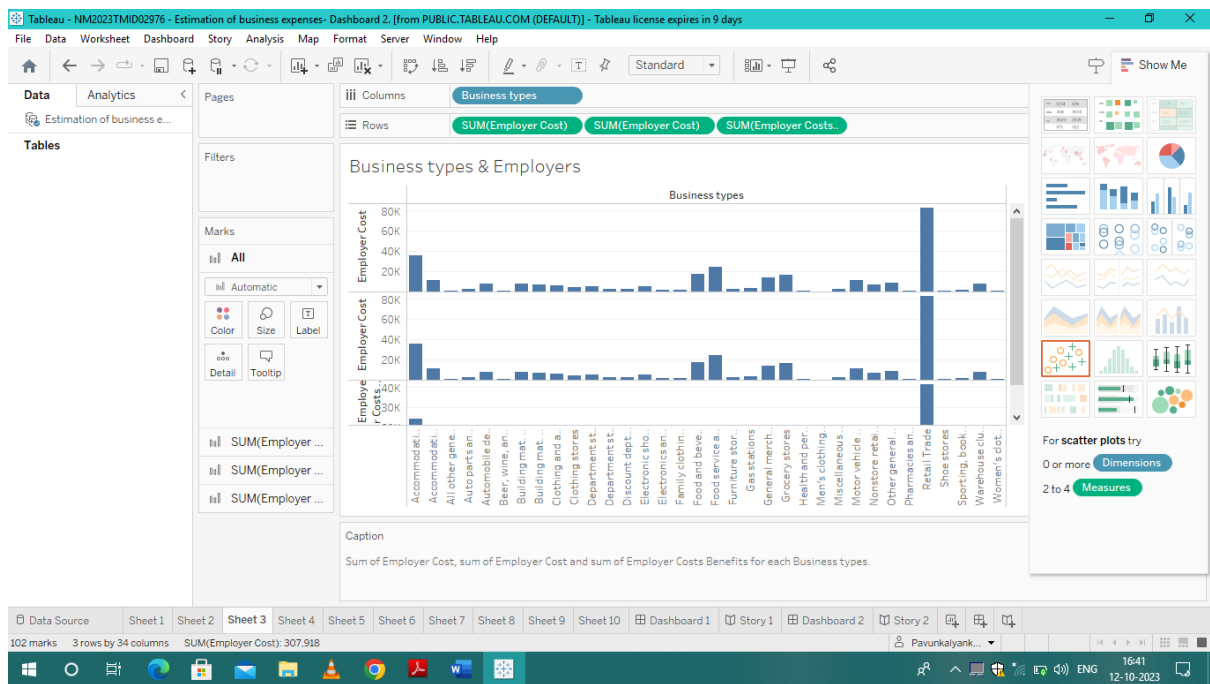 Tableau - NM2023TMID02976 - Estimation of business expenses- Dashboard 2. [from PUBLIC.TABLEAU.COM (DEFAULT)] - Tableau license expires in 9 days
File Data Worksheet Dashboard Story Analysis Map Format Server Window Help
Standard
Show Me
Data Analytics
Estimation of business e...
Tables
Pages
Filters
Marks
All
Automatic
Color Size Label
Detail Tooltip
SUM(Employer ...
SUM(Employer ...
SUM(Employer ...
Columns Business types
Rows SUM(Employer Cost) SUM(Employer Cost) SUM(Employer Costs..
Business types & Employers
Business types
Employer Cost
80K
60K
40K
20K
Employer Cost
80K
60K
40K
20K
Employe
r Costs..
40K
30K
Accommodati..
Accommodati..
All other gene..
Auto parts an..
Automobile de..
Beer, wine, an..
Building mat..
Building mat..
Clothing and a..
Clothing stores
Department st..
Department st..
Discount dept..
Electronic sho..
Electronics an..
Family clothin..
Food and beve..
Food service a..
Furniture stor..
Gas stations
General merch..
Grocery stores
Health and per..
Men's clothing..
Miscellaneous..
Motor vehicle ..
Nonstore retai..
Other general ..
Pharmacies an..
Retail Trade
Shoe stores
Sporting, book..
Warehouse clu..
Women's clot..
Caption
Sum of Employer Cost, sum of Employer Cost and sum of Employer Costs Benefits for each Business types.
For scatter plots try
0 or more Dimensions
2 to 4 Measures
Data Source Sheet 1 Sheet 2 Sheet 3 Sheet 4 Sheet 5 Sheet 6 Sheet 7 Sheet 8 Sheet 9 Sheet 10 Dashboard 1 Story 1 Dashboard 2 Story 2
102 marks 3 rows by 34 columns SUM(Employer Cost): 307,918
Pavunkalyank...
ENG
16:41
12-10-2023